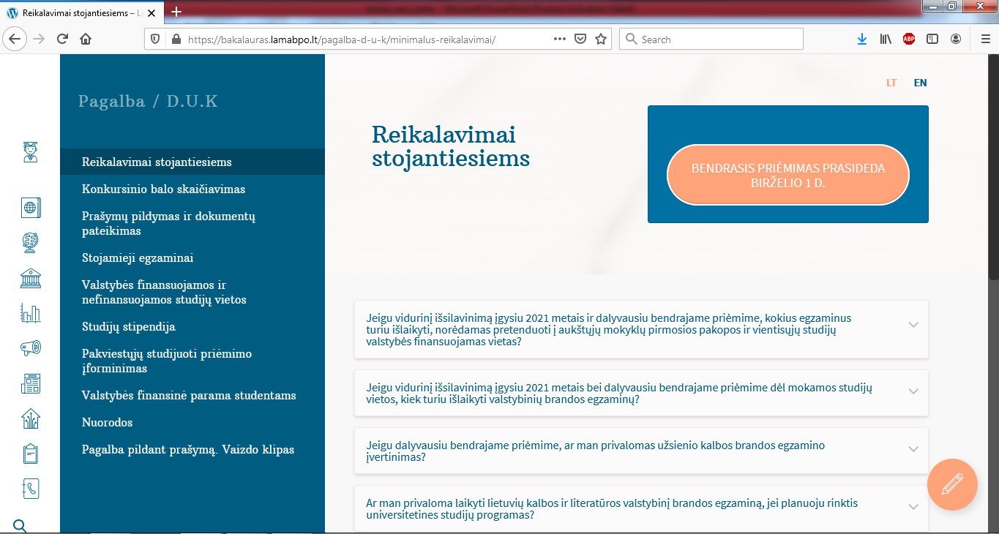 Reikalavimai stojantiesiems – LA
https://bakalauras.lamabpo.lt/pagalba-d-u-k/minimalus-reikalavimai/
Search
ABP
Pagalba / D.U.K
Reikalavimai stojantiesiems
Konkursinio balo skaičiavimas
Prašymų pildymas ir dokumentų
pateikimas
Stojamieji egzaminai
Valstybės finansuojamos ir
nefinansuojamos studijų vietos
Studijų stipendija
Pakviestųjų studijuoti priėmimo
įforminimas
Valstybės finansinė parama studentams
Nuorodos
Pagalba pildant prašymą. Vaizdo klipas
LT EN
Reikalavimai
stojantiesiems
BENDRASIS PRIĖMIMAS PRASIDEDA
BIRŽELIO 1 D.
Jeigu vidurinį išsilavinimą įgysiu 2021 metais ir dalyvausiu bendrajame priėmime, kokius egzaminus
turiu išlaikyti, norėdamas pretenduoti į aukštųjų mokyklų pirmosios pakopos ir vientisųjų studijų
valstybės finansuojamas vietas?
Jeigu vidurinį išsilavinimą įgysiu 2021 metais bei dalyvausiu bendrajame priėmime dėl mokamos studijų
vietos, kiek turiu išlaikyti valstybinių brandos egzaminų?
Jeigu dalyvausiu bendrajame priėmime, ar man privalomas užsienio kalbos brandos egzamino
įvertinimas?
Ar man privaloma laikyti lietuvių kalbos ir literatūros valstybinį brandos egzaminą, jei planuoju rinktis
universitetines studijų programas?